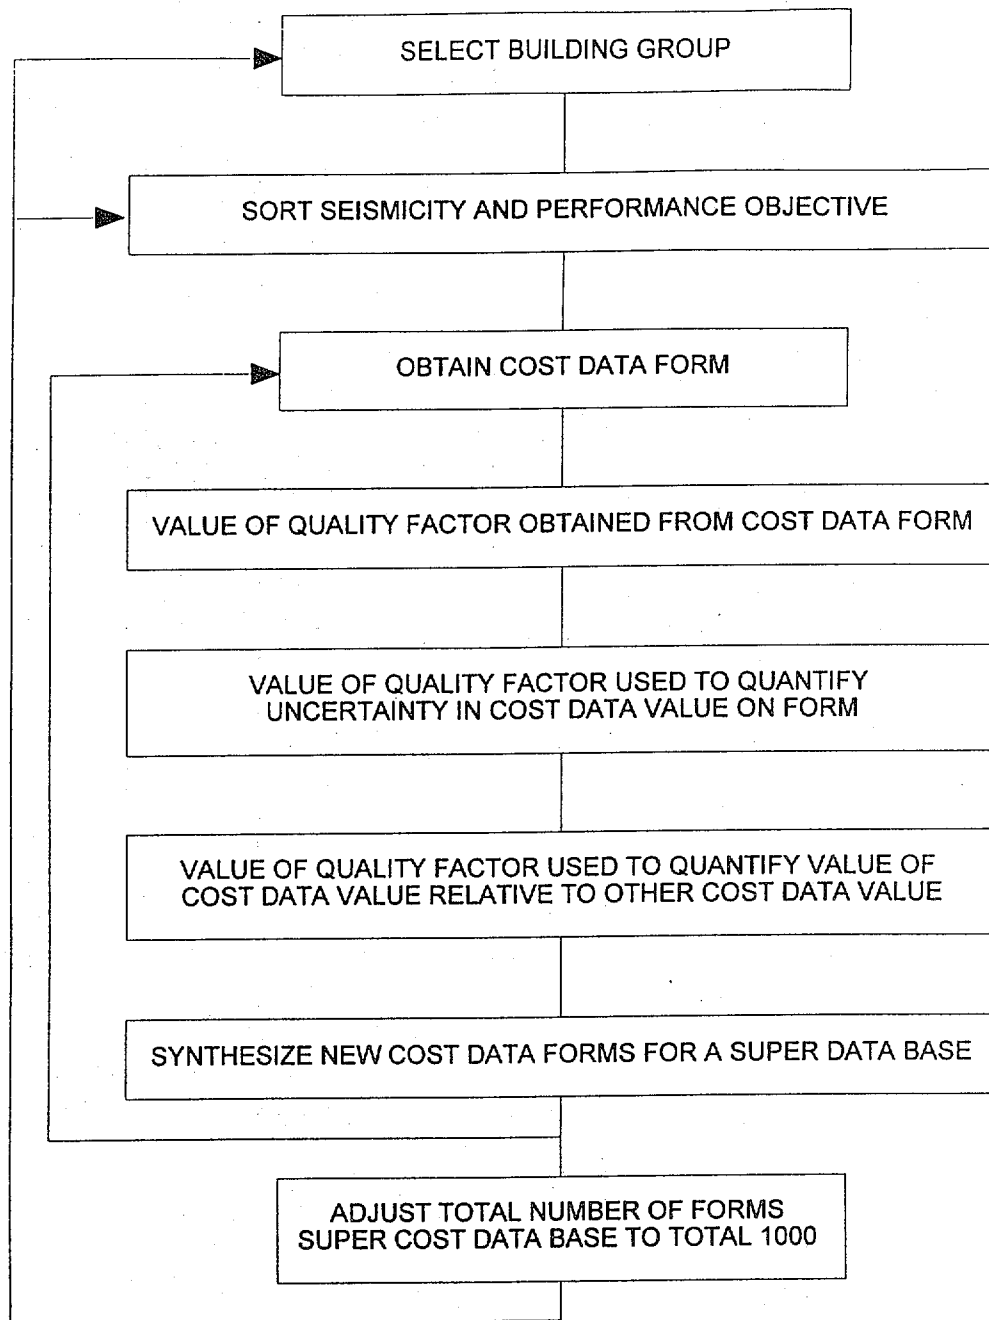 SELECT BUILDING GROUP
SORT SEISMICITY AND PERFORMANCE OBJECTIVE
OBTAIN COST DATA FORM
VALUE OF QUALITY FACTOR OBTAINED FROM COST DATA FORM
VALUE OF QUALITY FACTOR USED TO QUANTIFY
UNCERTAINTY IN COST DATA VALUE ON FORM
VALUE OF QUALITY FACTOR USED TO QUANTIFY VALUE OF
COST DATA VALUE RELATIVE TO OTHER COST DATA VALUE
SYNTHESIZE NEW COST DATA FORMS FOR A SUPER DATA BASE
ADJUST TOTAL NUMBER OF FORMS
SUPER COST DATA BASE TO TOTAL 1000